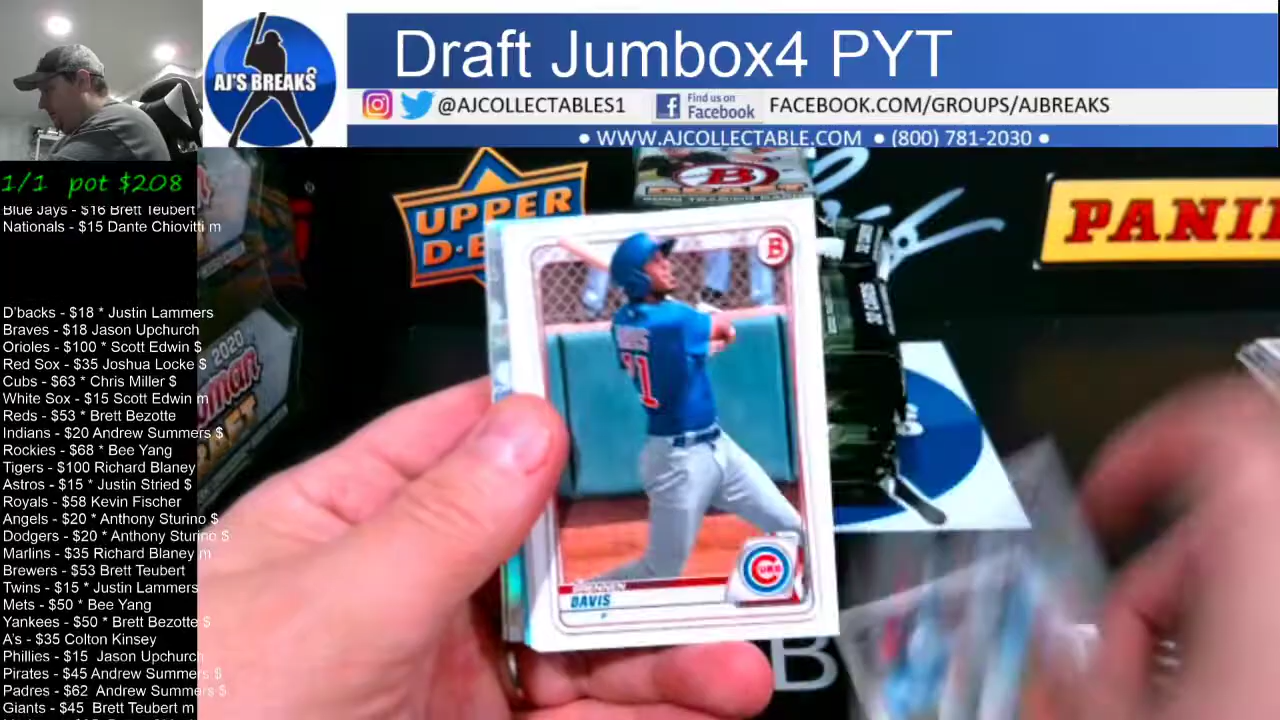 Draft Jumbox4 PYT
AJ'S BREAKS
@AJCOLLECTABLES1
Find us on
Facebook
FACEBOOK.COM/GROUPS/AJBREAKS
● WWW.AJCOLLECTABLE.COM ● (800) 781-2030 ●
1/1 pot $208
Blue Jays - $16 Brett Teubert
Nationals - $15 Dante Chiovitti m
D'backs - $18 * Justin Lammers
Braves - $18 Jason Upchurch
Orioles - $100 * Scott Edwin $
Red Sox - $35 Joshua Locke $
Cubs - $63 * Chris Miller $
White Sox - $15 Scott Edwin m
Reds - $53 * Brett Bezotte
Indians - $20 Andrew Summers $
Rockies - $68 * Bee Yang
Tigers - $100 Richard Blaney
Astros - $15 * Justin Stried $
Royals - $58 Kevin Fischer
Angels - $20 * Anthony Sturino $
Dodgers - $20 * Anthony Sturino $
Marlins - $35 Richard Blaney m
Brewers - $53 Brett Teubert
Twins - $15 * Justin Lammers
Mets - $50 * Bee Yang
Yankees - $50 * Brett Bezotte $
A's - $35 Colton Kinsey
Phillies - $15 Jason Upchurch
Pirates - $45 Andrew Summers $
Padres - $62 Andrew Summers $
Giants - $45 Brett Teubert m
UPPER
PANI
B
DAVIS
CUBS
2020